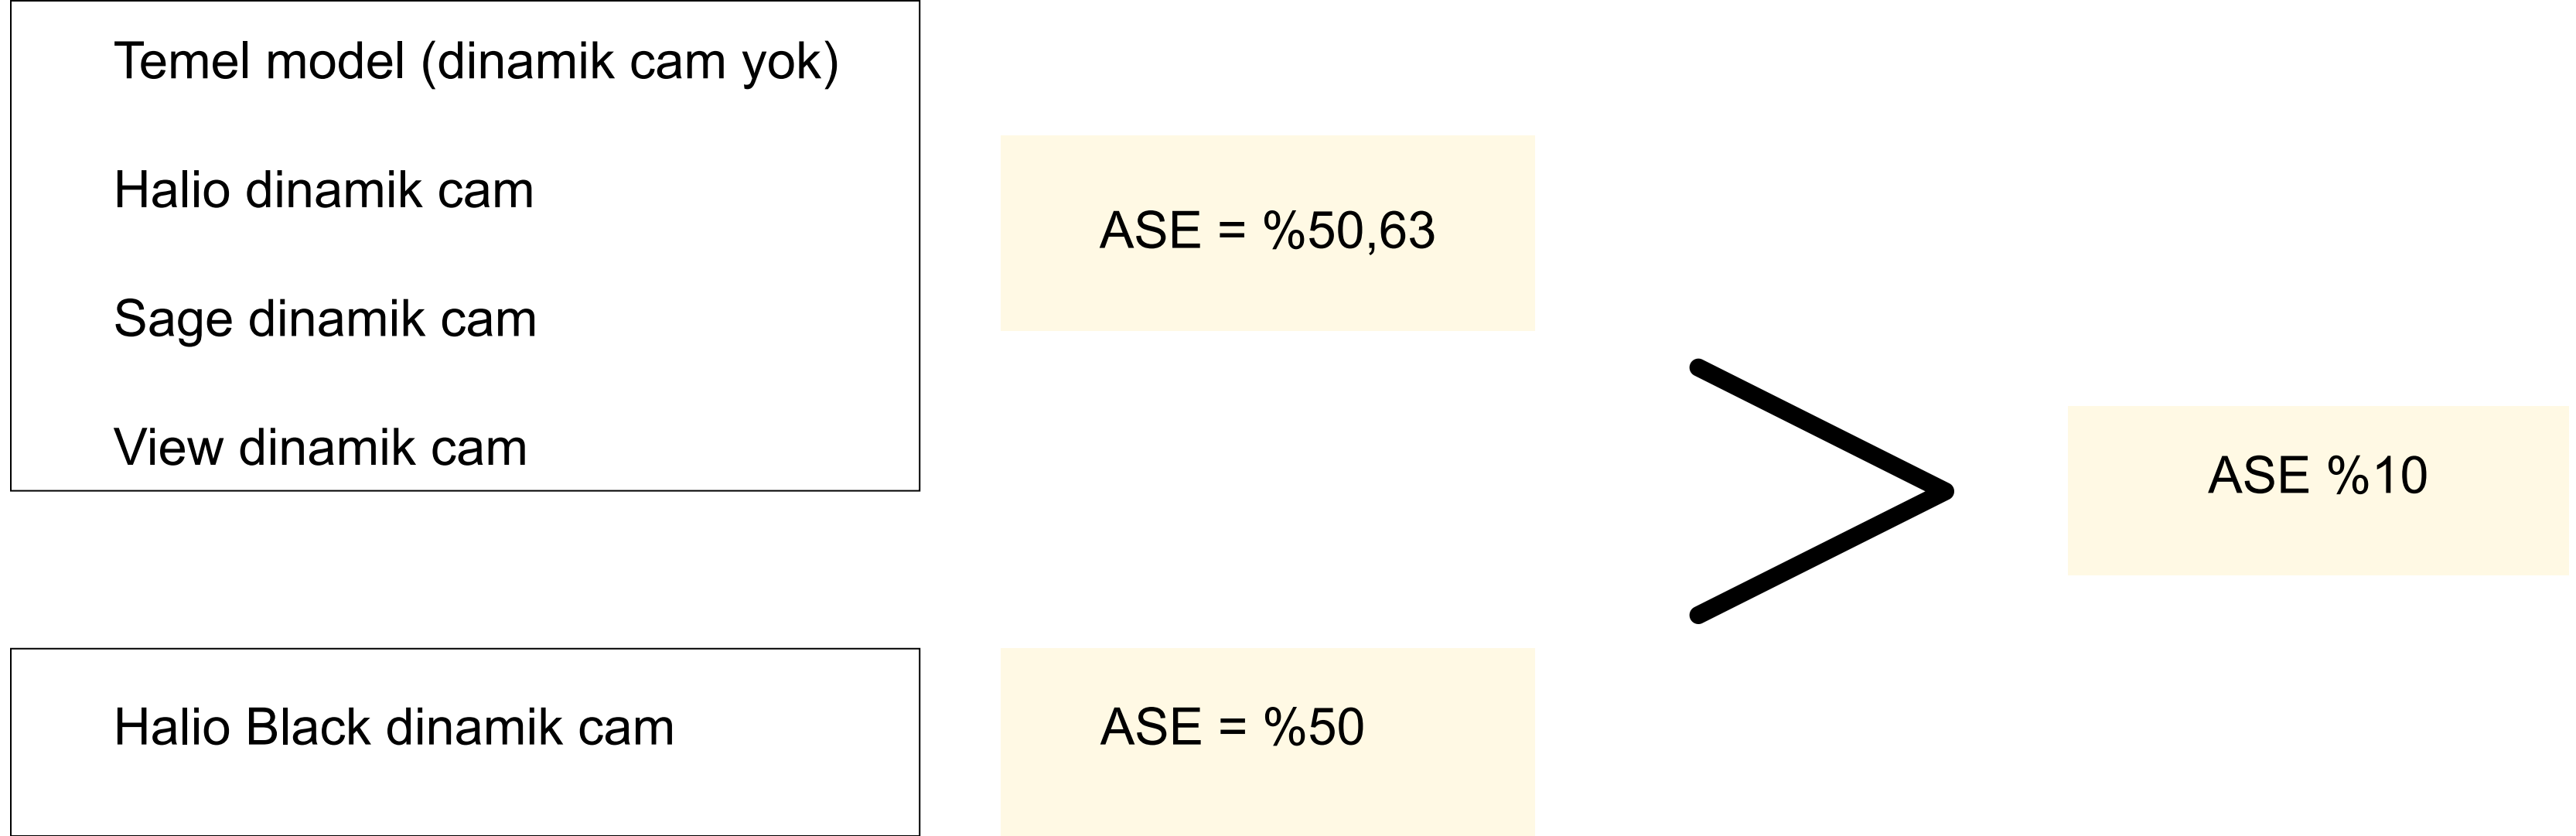 Temel model (dinamik cam yok)
Halio dinamik cam
Sage dinamik cam
View dinamik cam
ASE = %50,63
ASE %10
Halio Black dinamik cam
ASE = %50